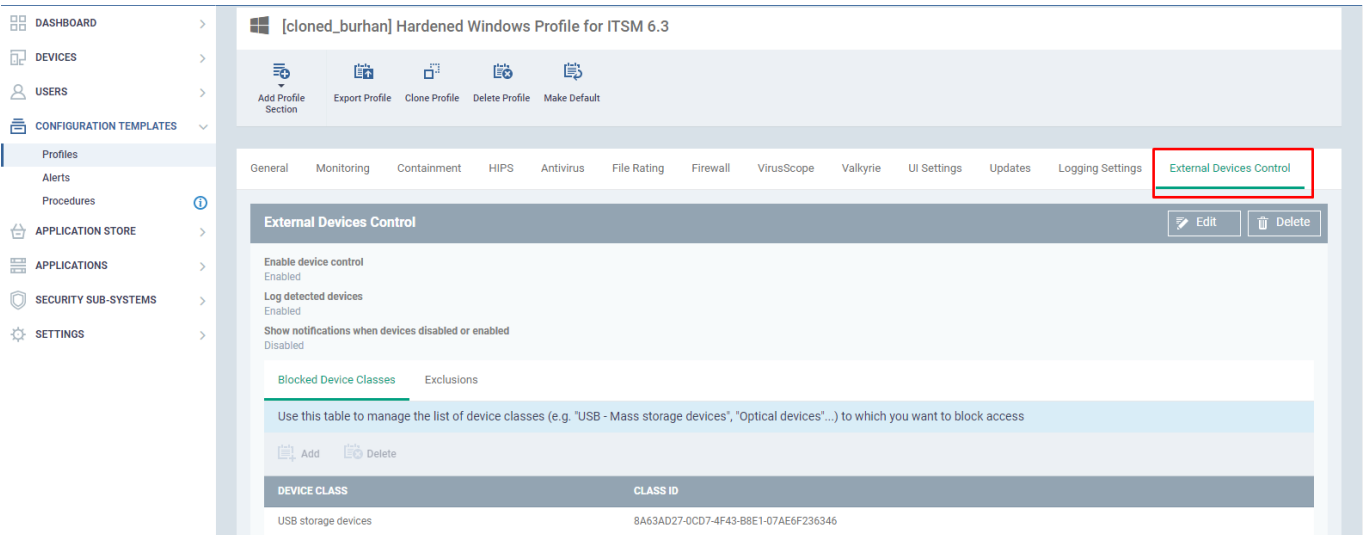 DASHBOARD
DEVICES
USERS
CONFIGURATION TEMPLATES
Profiles
Alerts
Procedures
APPLICATION STORE
APPLICATIONS
SECURITY SUB-SYSTEMS
SETTINGS
[cloned_burhan] Hardened Windows Profile for ITSM 6.3
Add Profile
Section
Export Profile
Clone Profile
Delete Profile
Make Default
General Monitoring Containment HIPS Antivirus File Rating Firewall VirusScope Valkyrie UI Settings Updates Logging Settings External Devices Control
External Devices Control
Edit
Delete
Enable device control
Enabled
Log detected devices
Enabled
Show notifications when devices disabled or enabled
Disabled
Blocked Device Classes Exclusions
Use this table to manage the list of device classes (e.g. "USB - Mass storage devices", "Optical devices"...) to which you want to block access
Add Delete
DEVICE CLASS CLASS ID
USB storage devices 8A63AD27-0CD7-4F43-B8E1-07AE6F236346